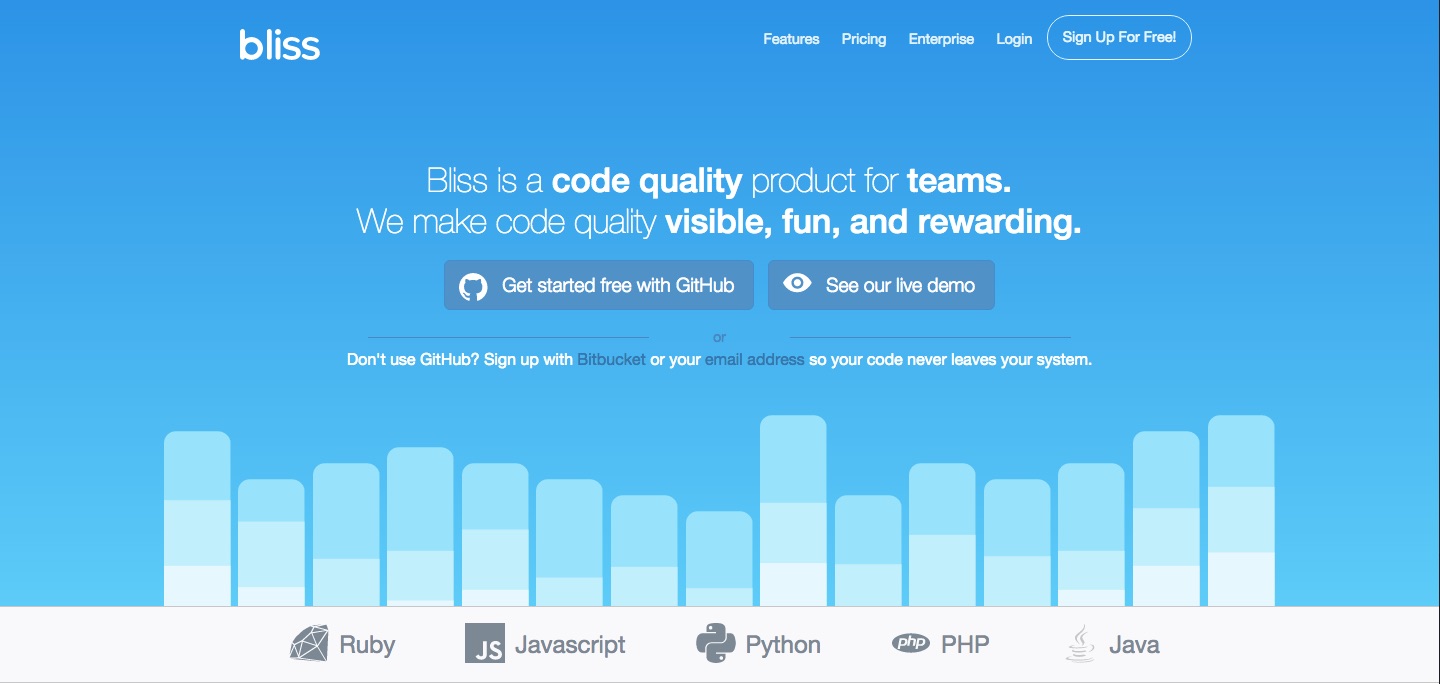 bliss
Features Pricing Enterprise Login Sign Up For Free!
Bliss is a code quality product for teams.
We make code quality visible, fun, and rewarding.
Get started free with GitHub See our live demo
or
Don't use GitHub? Sign up with Bitbucket or your email address so your code never leaves your system.
Ruby JS Javascript Python php PHP Java